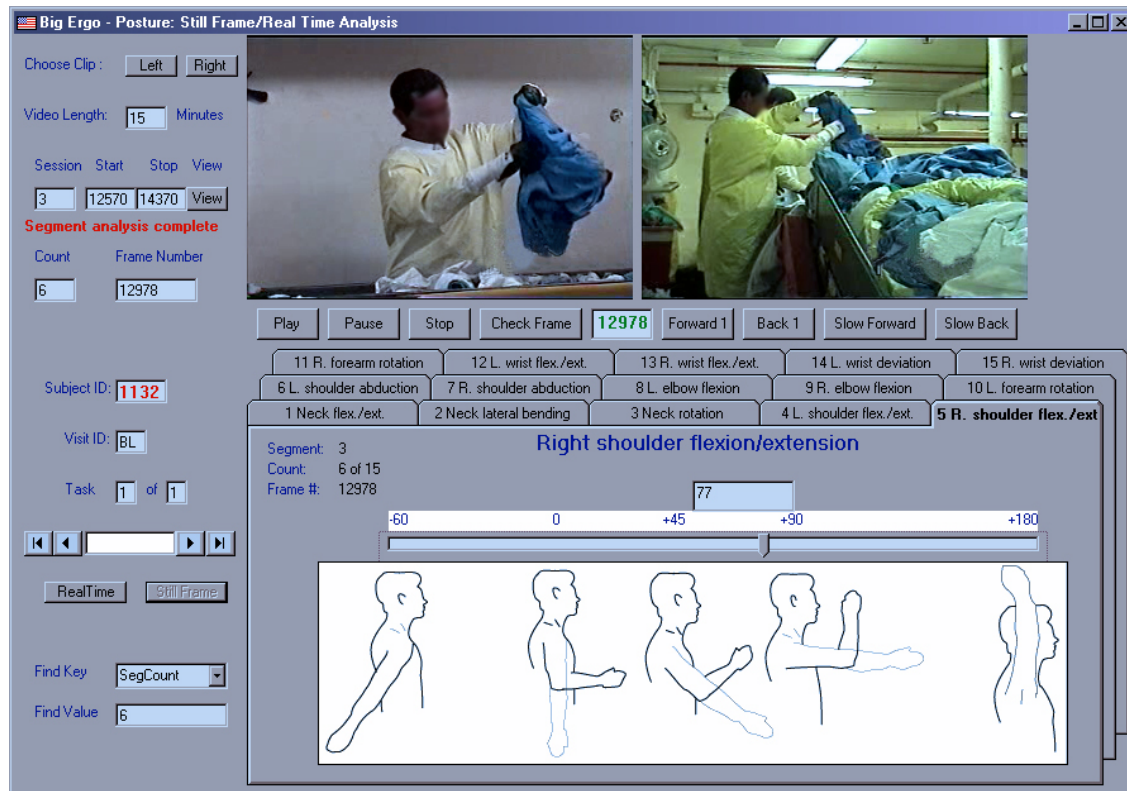 Big Ergo - Posture: Still Frame/Real Time Analysis
Choose Clip : Left Right
Video Length: 15 Minutes
Session Start Stop View
3 12570 14370 View
Segment analysis complete
Count Frame Number
6 12978
Subject ID: 1132
Visit ID: BL
Task 1 of 1
RealTime Still Frame
Find Key SegCount
Find Value 6
Play Pause Stop Check Frame 12978 Forward 1 Back 1 Slow Forward Slow Back
11 R. forearm rotation 12 L. wrist flex./ext. 13 R. wrist flex./ext. 14 L. wrist deviation 15 R. wrist deviation
6 L. shoulder abduction 7 R. shoulder abduction 8 L. elbow flexion 9 R. elbow flexion 10 L. forearm rotation
1 Neck flex./ext. 2 Neck lateral bending 3 Neck rotation 4 L. shoulder flex./ext. 5 R. shoulder flex./ext
Right shoulder flexion/extension
Segment: 3
Count: 6 of 15
Frame #: 12978
77
-60 0 +45 +90 +180